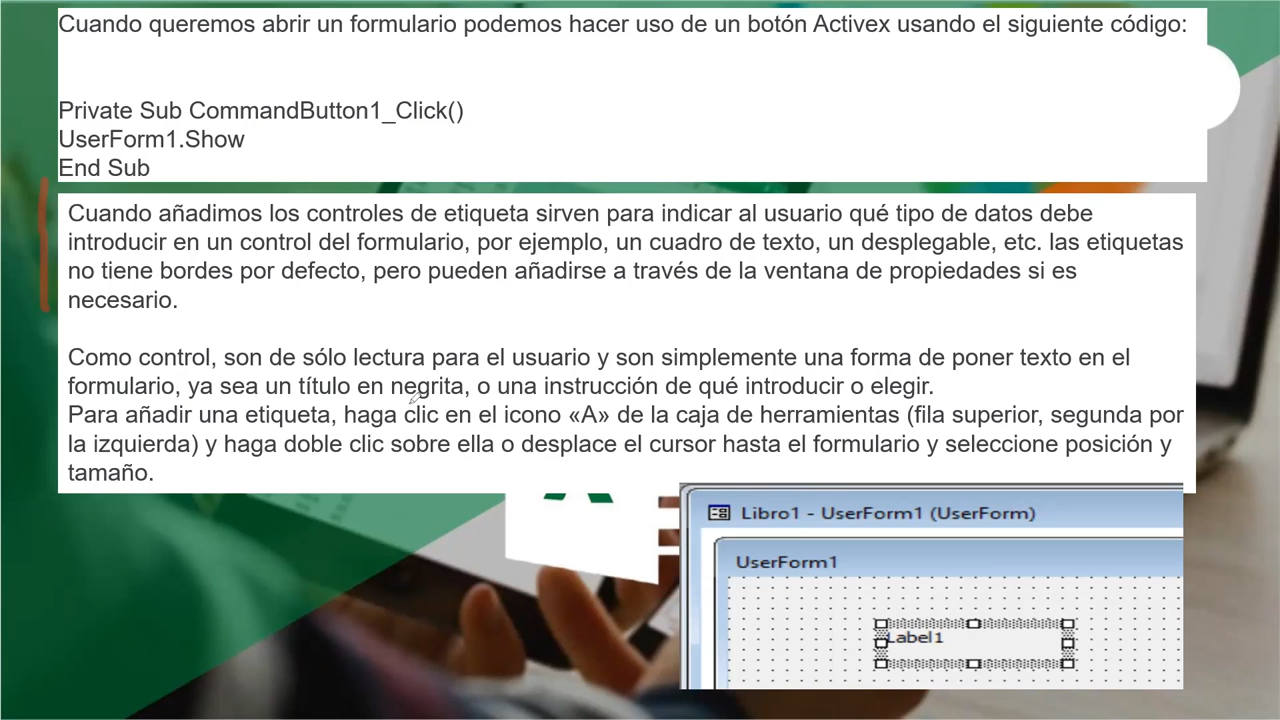 Cuando queremos abrir un formulario podemos hacer uso de un botón Activex usando el siguiente código:
Private Sub CommandButton1_Click()
UserForm1.Show
End Sub
Cuando añadimos los controles de etiqueta sirven para indicar al usuario qué tipo de datos debe
introducir en un control del formulario, por ejemplo, un cuadro de texto, un desplegable, etc. las etiquetas
no tiene bordes por defecto, pero pueden añadirse a través de la ventana de propiedades si es
necesario.
Como control, son de sólo lectura para el usuario y son simplemente una forma de poner texto en el
formulario, ya sea un título en negrita, o una instrucción de qué introducir o elegir.
Para añadir una etiqueta, haga clic en el icono «A» de la caja de herramientas (fila superior, segunda por
la izquierda) y haga doble clic sobre ella o desplace el cursor hasta el formulario y seleccione posición y
tamaño.
Libro1 - UserForm1 (UserForm)
UserForm1
Label1